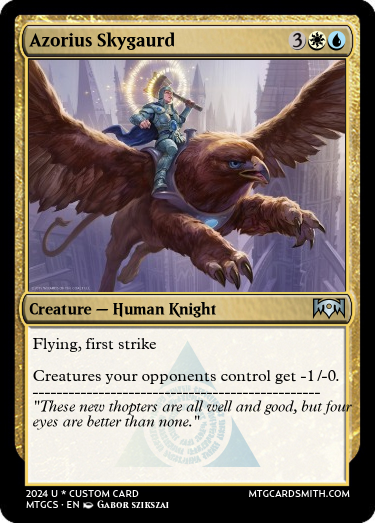 Azorius Skygaurd 3
Creature — Human Knight
Flying, first strike
Creatures your opponents control get -1/-0.
"These new thopters are all well and good, but four
eyes are better than none."
2024 U * CUSTOM CARD
MTGCS · EN Gabor Szikszai
MTGCARDSMITH.COM